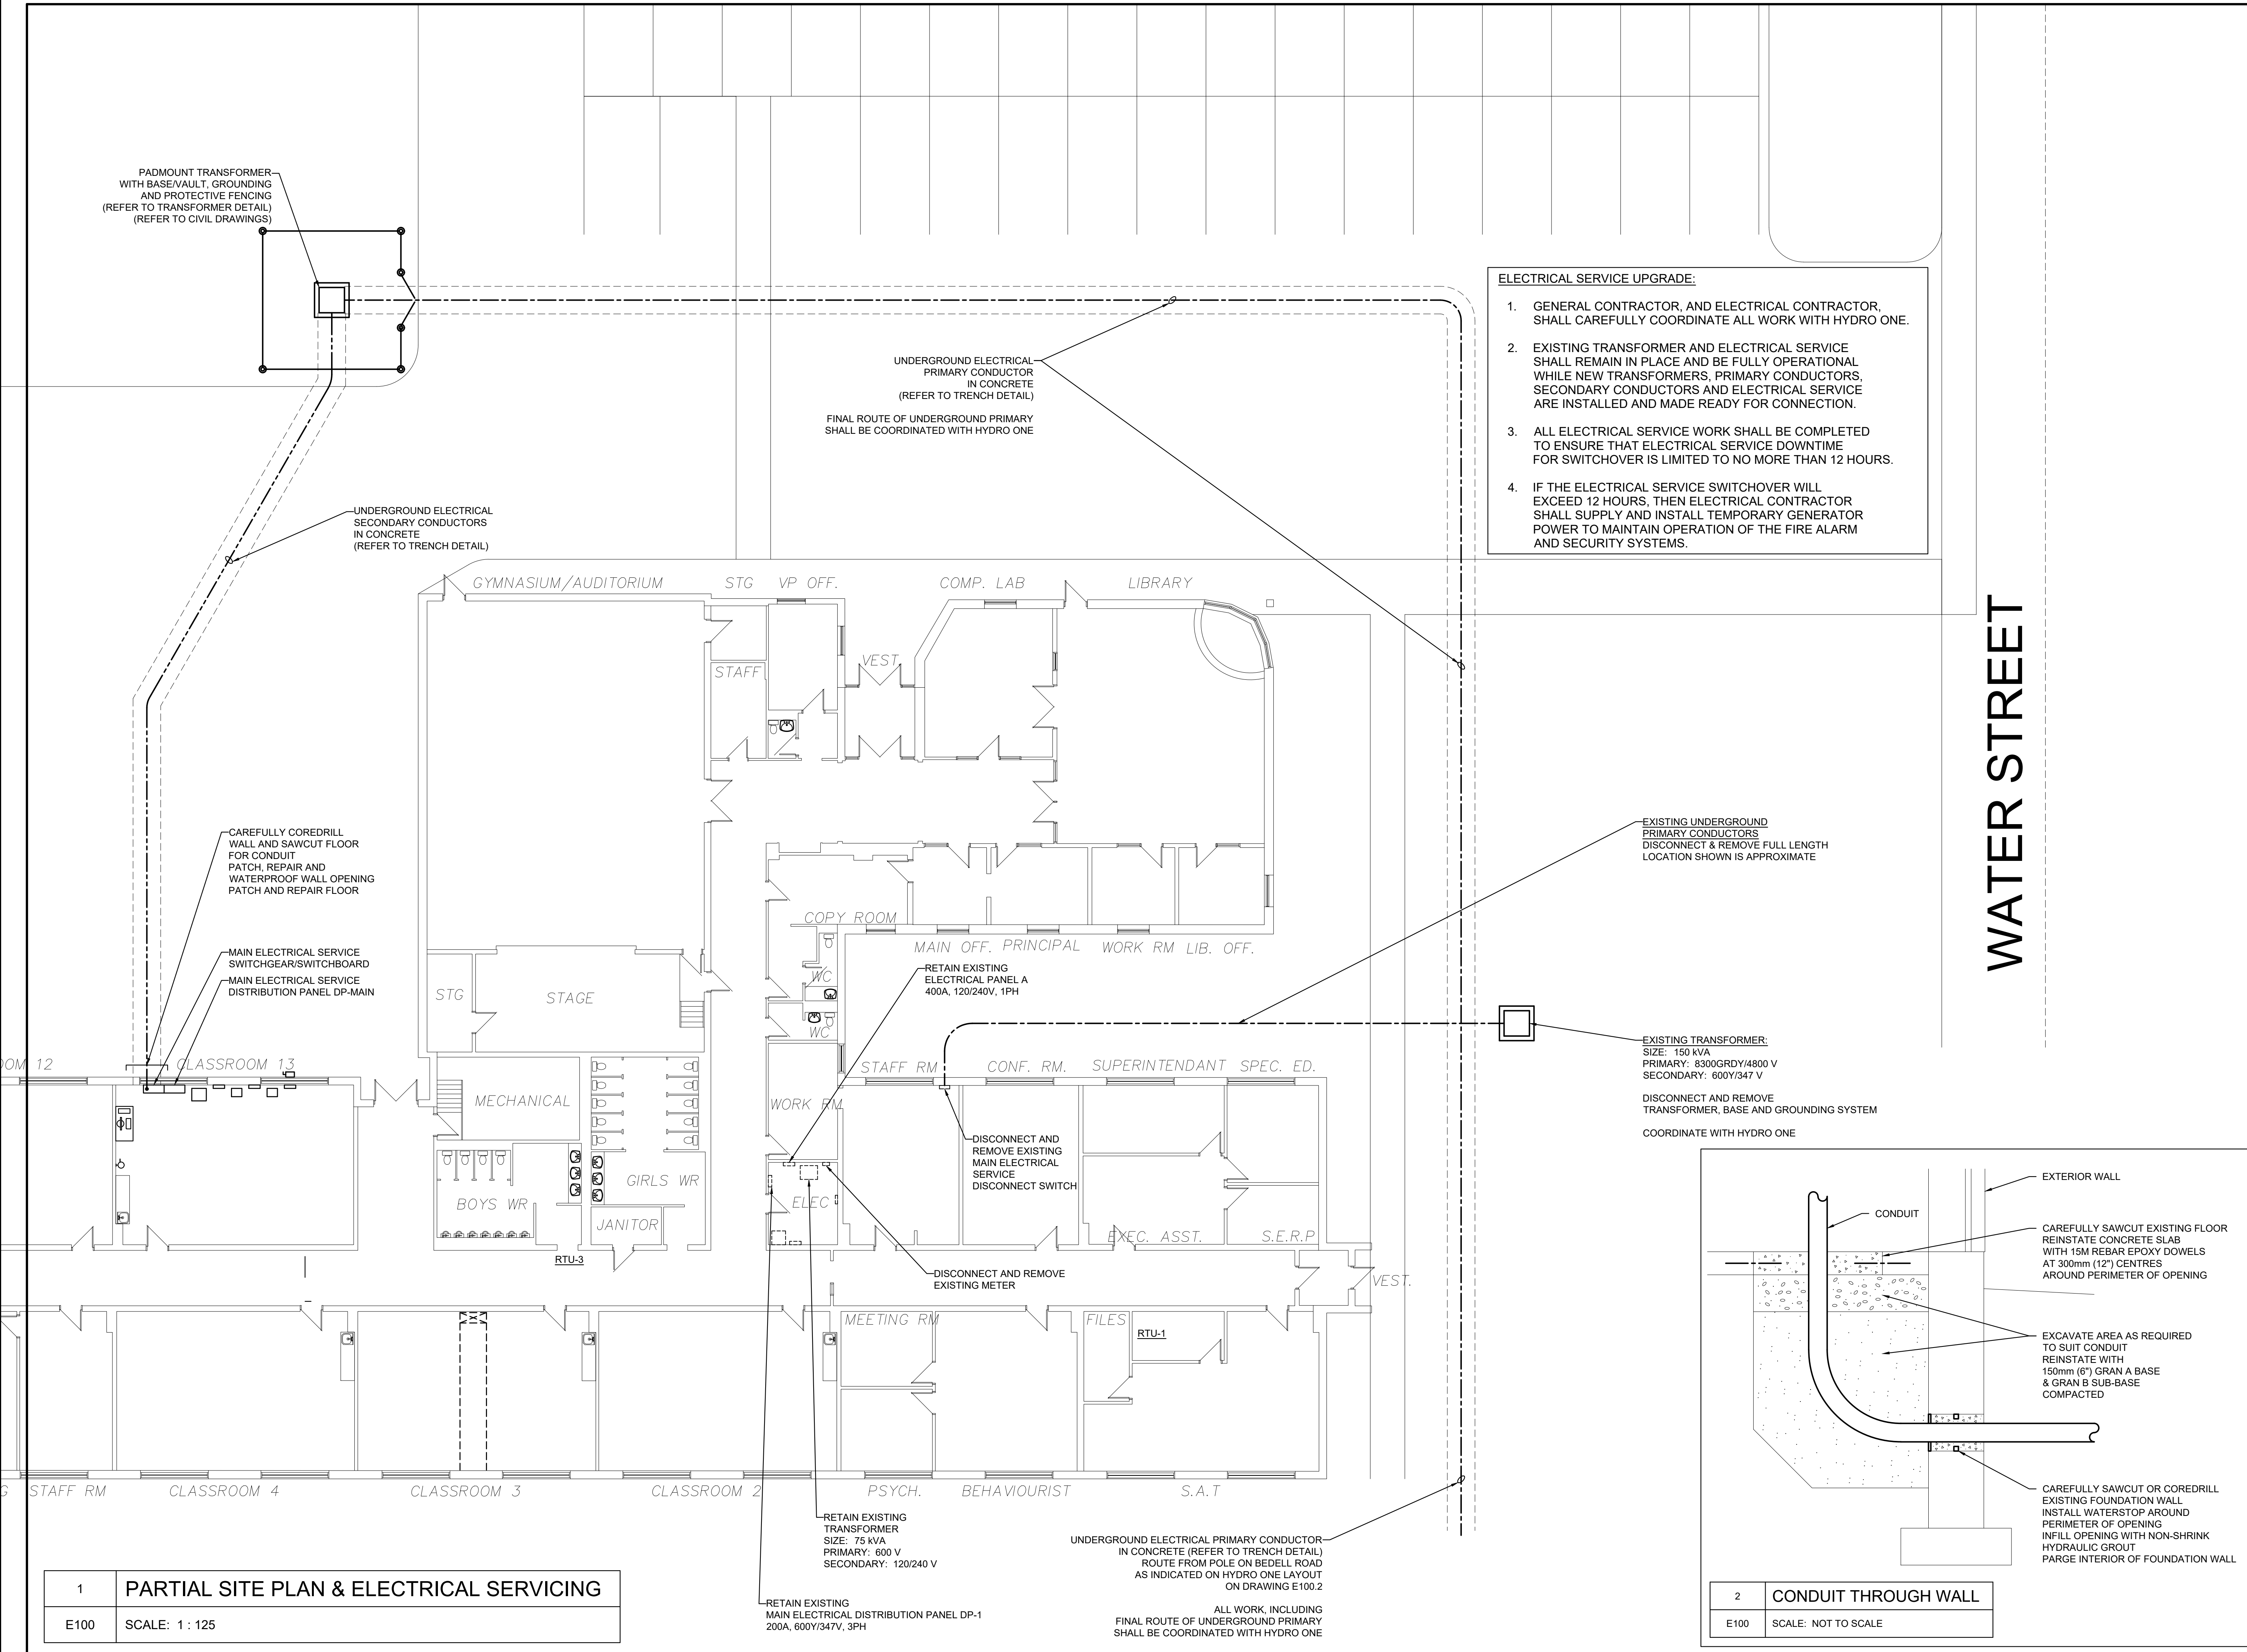 PADMOUNT TRANSFORMER
WITH BASE/VAULT, GROUNDING
AND PROTECTIVE FENCING
(REFER TO TRANSFORMER DETAIL)
(REFER TO CIVIL DRAWINGS)
ELECTRICAL SERVICE UPGRADE:
1. GENERAL CONTRACTOR, AND ELECTRICAL CONTRACTOR,
SHALL CAREFULLY COORDINATE ALL WORK WITH HYDRO ONE.
2. EXISTING TRANSFORMER AND ELECTRICAL SERVICE
SHALL REMAIN IN PLACE AND BE FULLY OPERATIONAL
WHILE NEW TRANSFORMERS, PRIMARY CONDUCTORS,
SECONDARY CONDUCTORS AND ELECTRICAL SERVICE
ARE INSTALLED AND MADE READY FOR CONNECTION.
3. ALL ELECTRICAL SERVICE WORK SHALL BE COMPLETED
TO ENSURE THAT ELECTRICAL SERVICE DOWNTIME
FOR SWITCHOVER IS LIMITED TO NO MORE THAN 12 HOURS.
4. IF THE ELECTRICAL SERVICE SWITCHOVER WILL
EXCEED 12 HOURS, THEN ELECTRICAL CONTRACTOR
SHALL SUPPLY AND INSTALL TEMPORARY GENERATOR
POWER TO MAINTAIN OPERATION OF THE FIRE ALARM
AND SECURITY SYSTEMS.
UNDERGROUND ELECTRICAL
PRIMARY CONDUCTOR
IN CONCRETE
(REFER TO TRENCH DETAIL)
FINAL ROUTE OF UNDERGROUND PRIMARY
SHALL BE COORDINATED WITH HYDRO ONE
UNDERGROUND ELECTRICAL
SECONDARY CONDUCTORS
IN CONCRETE
(REFER TO TRENCH DETAIL)
GYMNASIUM/AUDITORIUM
STG
VP OFF.
COMP. LAB
LIBRARY
STAFF
VEST.
WATER STREET
CAREFULLY COREDRILL
WALL AND SAWCUT FLOOR
FOR CONDUIT
PATCH, REPAIR AND
WATERPROOF WALL OPENING
PATCH AND REPAIR FLOOR
EXISTING UNDERGROUND
PRIMARY CONDUCTORS
DISCONNECT & REMOVE FULL LENGTH
LOCATION SHOWN IS APPROXIMATE
COPY ROOM
MAIN OFF.
PRINCIPAL
WORK RM
LIB. OFF.
MAIN ELECTRICAL SERVICE
SWITCHGEAR/SWITCHBOARD
MAIN ELECTRICAL SERVICE
DISTRIBUTION PANEL DP-MAIN
RETAIN EXISTING
ELECTRICAL PANEL A
400A, 120/240V, 1PH
STG
STAGE
WC
WC
EXISTING TRANSFORMER:
SIZE: 150 kVA
PRIMARY: 8300GRDY/4800 V
SECONDARY: 600Y/347 V
DISCONNECT AND REMOVE
TRANSFORMER, BASE AND GROUNDING SYSTEM
COORDINATE WITH HYDRO ONE
OOM 12
CLASSROOM 13
STAFF RM
CONF. RM.
SUPERINTENDANT
SPEC. ED.
MECHANICAL
WORK RM
DISCONNECT AND
REMOVE EXISTING
MAIN ELECTRICAL
SERVICE
DISCONNECT SWITCH
BOYS WR
GIRLS WR
ELEC
JANITOR
EXEC. ASST.
S.E.R.P
RTU-3
DISCONNECT AND REMOVE
EXISTING METER
VEST.
MEETING RM
FILES
RTU-1
G
STAFF RM
CLASSROOM 4
CLASSROOM 3
CLASSROOM 2
PSYCH.
BEHAVIOURIST
S.A.T
RETAIN EXISTING
TRANSFORMER
SIZE: 75 kVA
PRIMARY: 600 V
SECONDARY: 120/240 V
RETAIN EXISTING
MAIN ELECTRICAL DISTRIBUTION PANEL DP-1
200A, 600Y/347V, 3PH
UNDERGROUND ELECTRICAL PRIMARY CONDUCTOR
IN CONCRETE (REFER TO TRENCH DETAIL)
ROUTE FROM POLE ON BEDELL ROAD
AS INDICATED ON HYDRO ONE LAYOUT
ON DRAWING E100.2
ALL WORK, INCLUDING
FINAL ROUTE OF UNDERGROUND PRIMARY
SHALL BE COORDINATED WITH HYDRO ONE
EXTERIOR WALL
CONDUIT
CAREFULLY SAWCUT EXISTING FLOOR
REINSTATE CONCRETE SLAB
WITH 15M REBAR EPOXY DOWELS
AT 300mm (12") CENTRES
AROUND PERIMETER OF OPENING
EXCAVATE AREA AS REQUIRED
TO SUIT CONDUIT
REINSTATE WITH
150mm (6") GRAN A BASE
& GRAN B SUB-BASE
COMPACTED
CAREFULLY SAWCUT OR COREDRILL
EXISTING FOUNDATION WALL
INSTALL WATERSTOP AROUND
PERIMETER OF OPENING
INFILL OPENING WITH NON-SHRINK
HYDRAULIC GROUT
PARGE INTERIOR OF FOUNDATION WALL
1 PARTIAL SITE PLAN & ELECTRICAL SERVICING
E100 SCALE: 1 : 125
2 CONDUIT THROUGH WALL
E100 SCALE: NOT TO SCALE